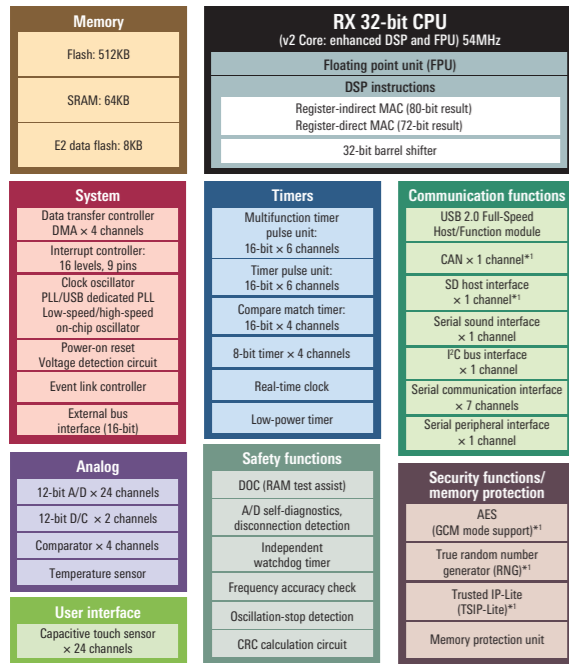 Memory
Flash: 512KB
SRAM: 64KB
E2 data flash: 8KB
RX 32-bit CPU
(v2 Core: enhanced DSP and FPU) 54MHz
Floating point unit (FPU)
DSP instructions
Register-indirect MAC (80-bit result)
Register-direct MAC (72-bit result)
32-bit barrel shifter
System
Data transfer controller
DMA × 4 channels
Interrupt controller:
16 levels, 9 pins
Clock oscillator
PLL/USB dedicated PLL
Low-speed/high-speed
on-chip oscillator
Power-on reset
Voltage detection circuit
Event link controller
External bus
interface (16-bit)
Timers
Multifunction timer
pulse unit:
16-bit × 6 channels
Timer pulse unit:
16-bit × 6 channels
Compare match timer:
16-bit × 4 channels
8-bit timer × 4 channels
Real-time clock
Low-power timer
Communication functions
USB 2.0 Full-Speed
Host/Function module
CAN × 1 channel*1
SD host interface
× 1 channel*1
Serial sound interface
× 1 channel
I²C bus interface
× 1 channel
Serial communication interface
× 7 channels
Serial peripheral interface
× 1 channel
Analog
12-bit A/D × 24 channels
12-bit D/C × 2 channels
Comparator × 4 channels
Temperature sensor
User interface
Capacitive touch sensor
× 24 channels
Safety functions
DOC (RAM test assist)
A/D self-diagnostics,
disconnection detection
Independent
watchdog timer
Frequency accuracy check
Oscillation-stop detection
CRC calculation circuit
Security functions/
memory protection
AES
(GCM mode support)*1
True random number
generator (RNG)*1
Trusted IP-Lite
(TSIP-Lite)*1
Memory protection unit